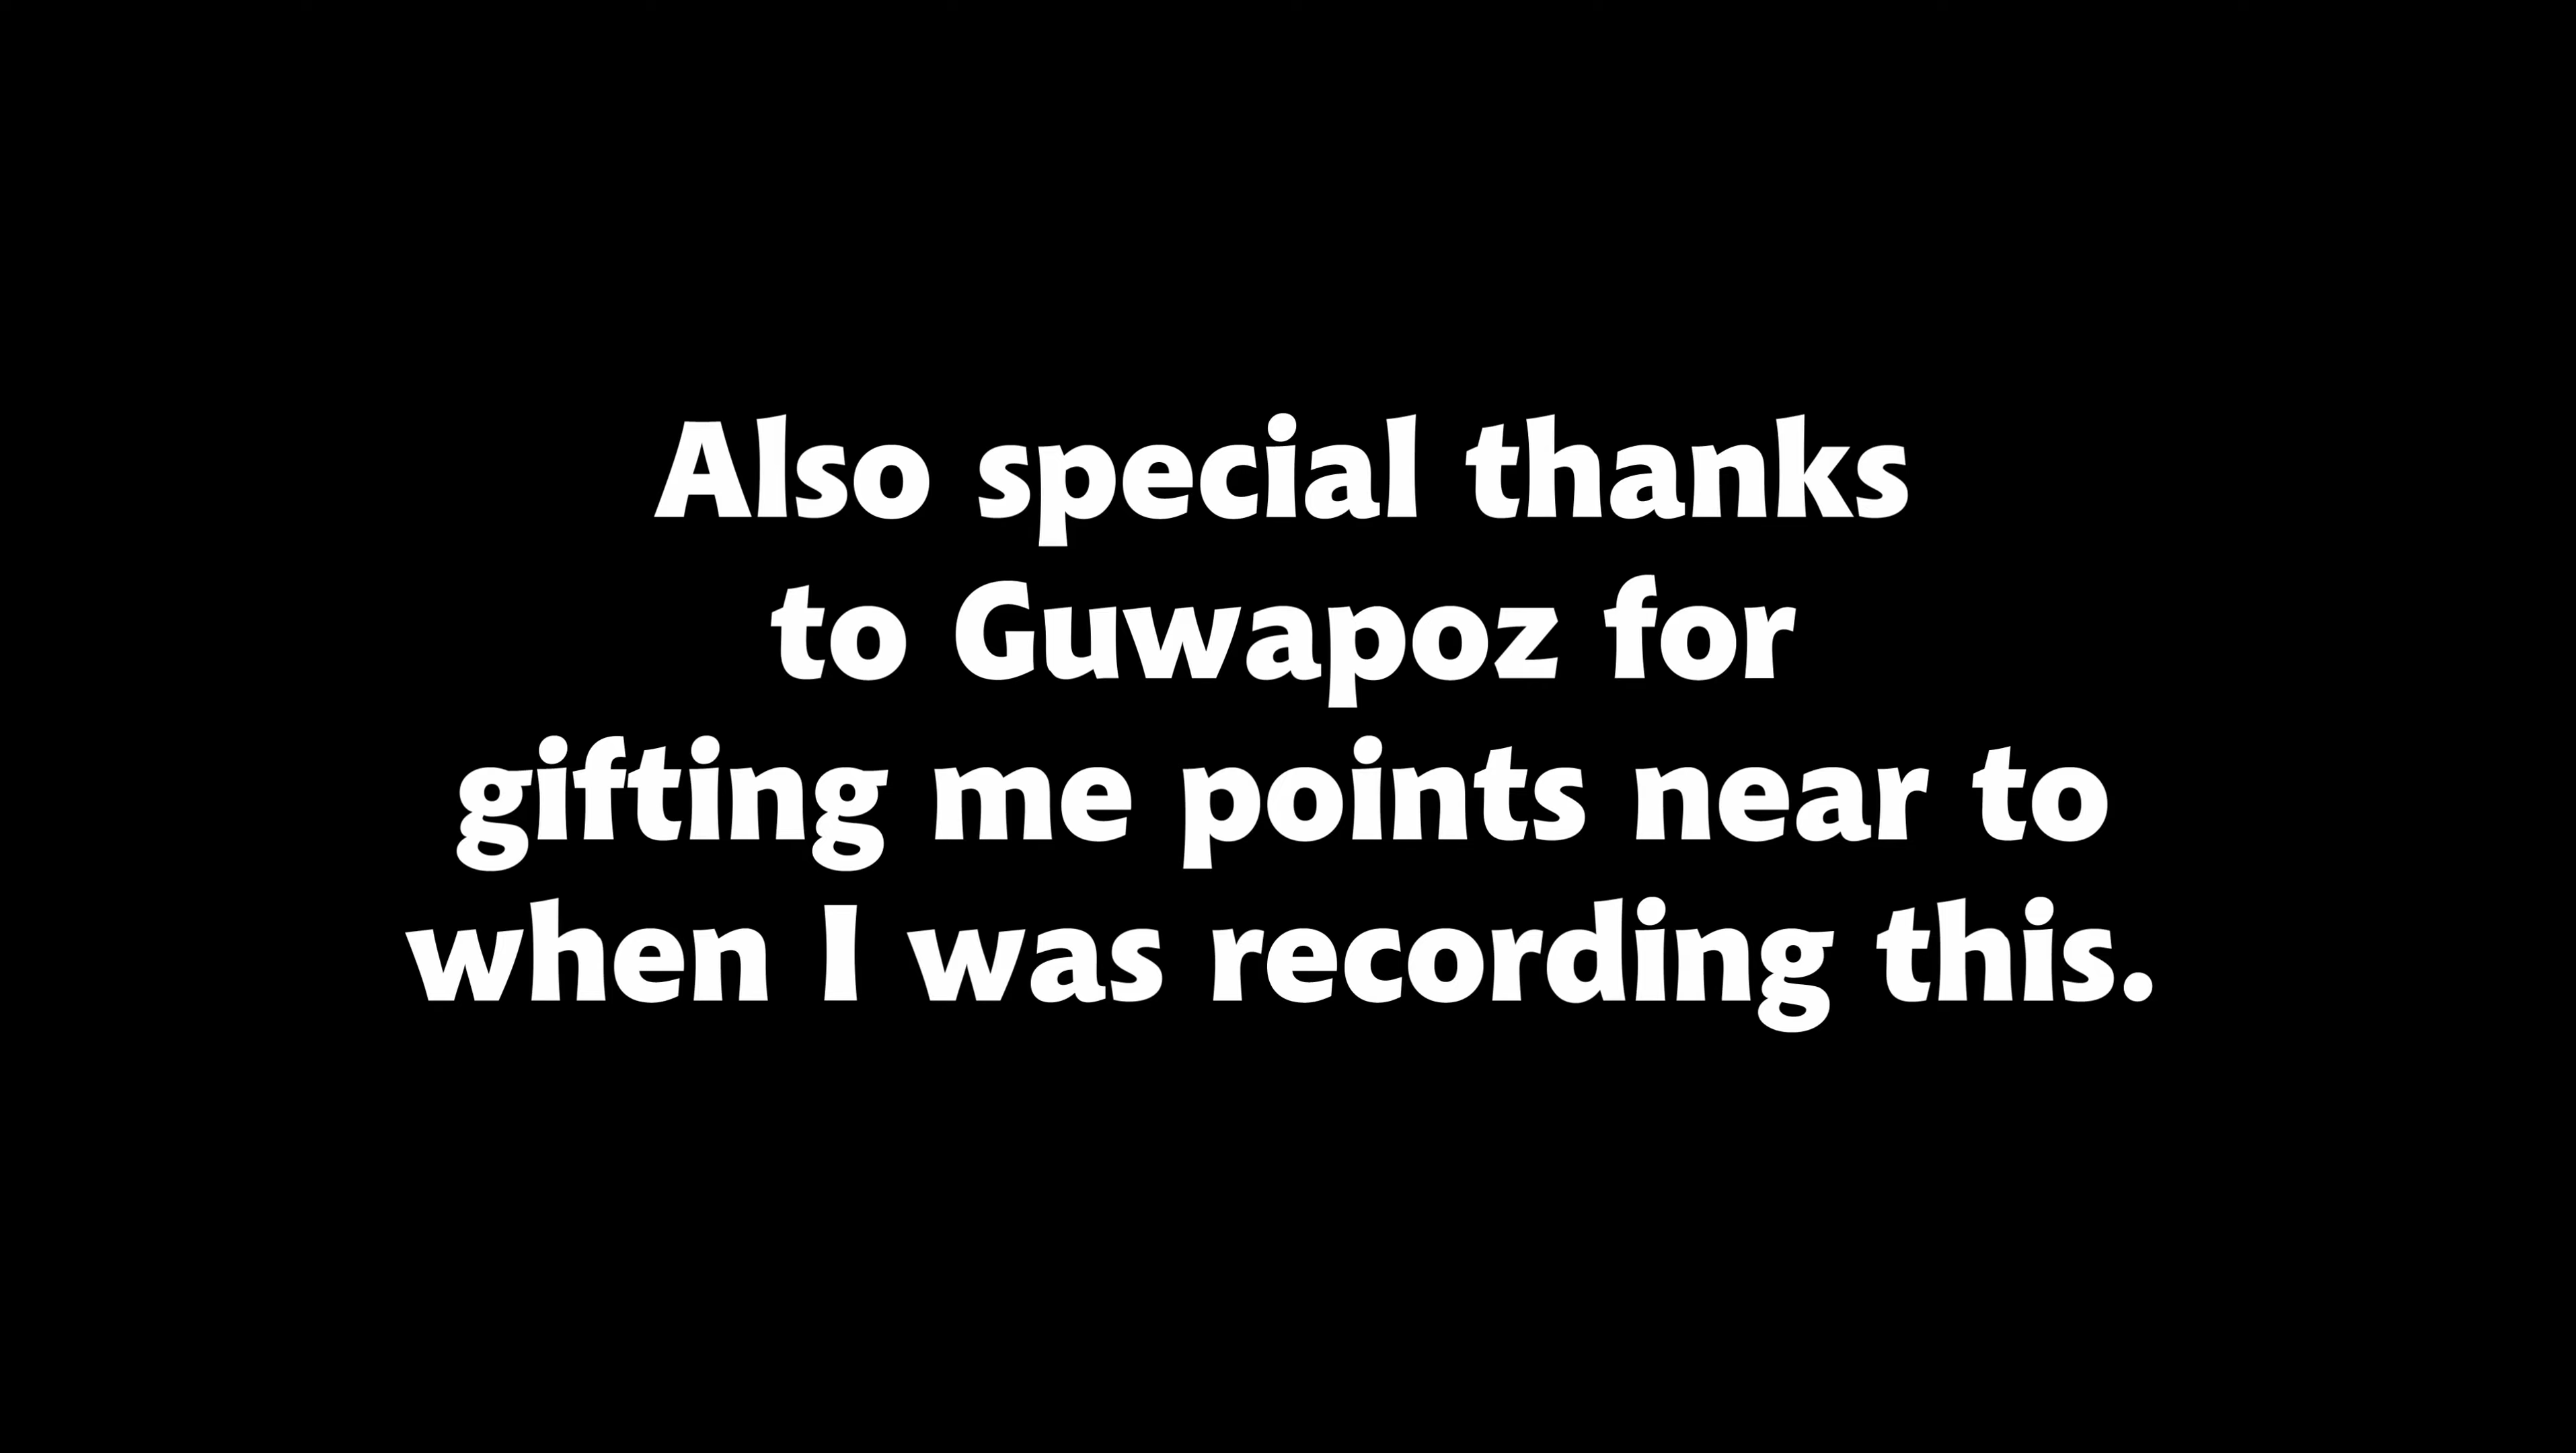 Also special thanks
to Guwapoz for
gifting me points near to
when I was recording this.